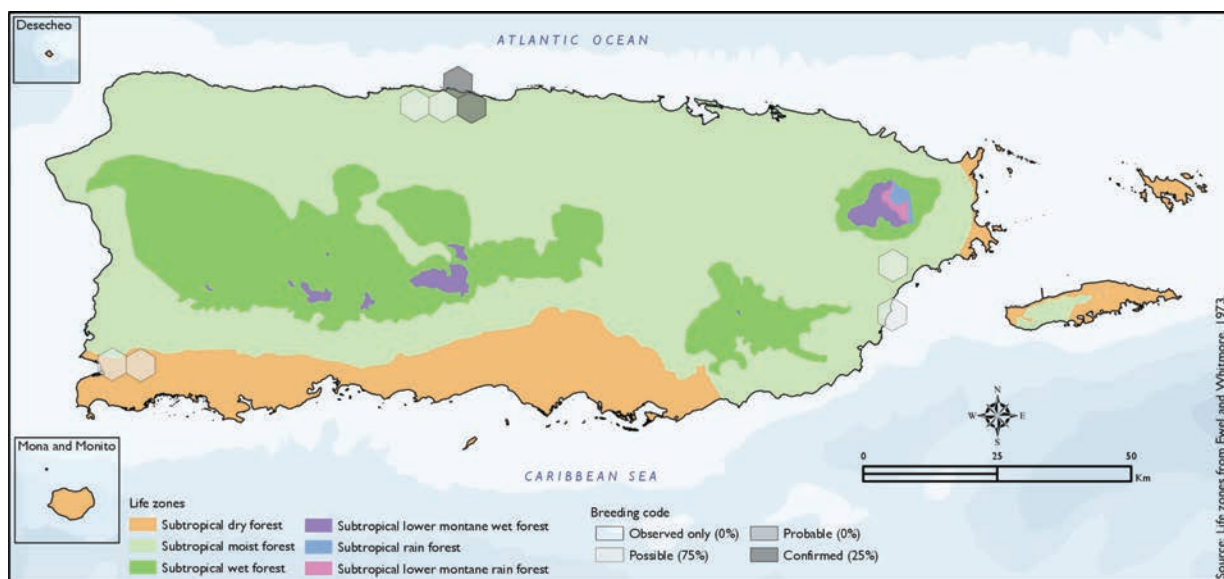 Desecheo
ATLANTIC OCEAN
Source: Life zones from Ewel and Whitmore, 1973.
N
W E
S
0 25 50
Km
Mona and Monito
CARIBBEAN SEA
Life zones
Subtropical dry forest
Subtropical moist forest
Subtropical wet forest
Subtropical lower montane wet forest
Subtropical rain forest
Subtropical lower montane rain forest
Breeding code
Observed only (0%)
Possible (75%)
Probable (0%)
Confirmed (25%)